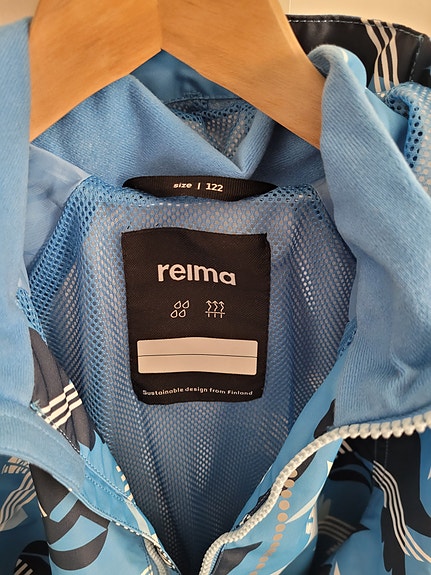 size | 122
reima
Sustainable design from Finland